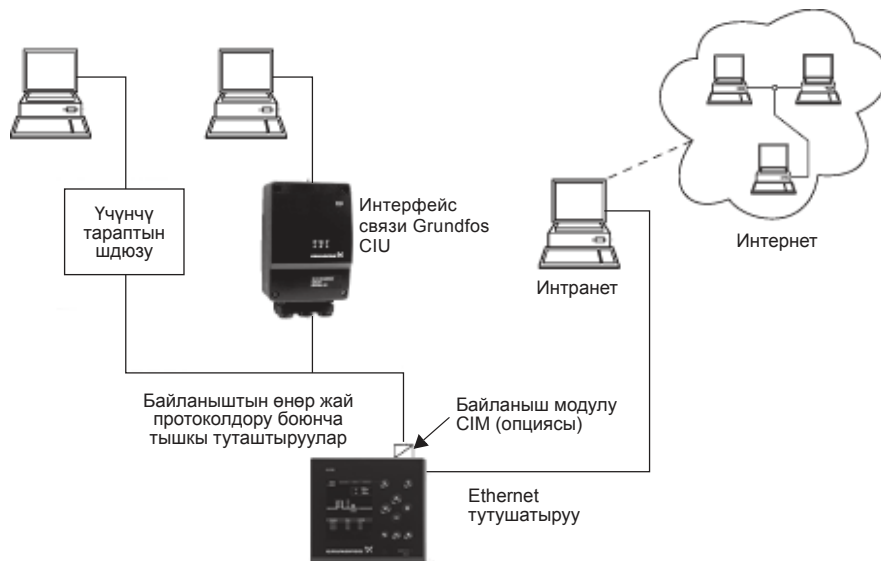 Үчүнчү
тараптын
шдюзу
Интерфейс
связи Grundfos
CIU
Интранет
Интернет
Байланыштын өнөр жай
протоколдору боюнча
тышкы туташтыруулар
Байланыш модулу
CIM (опциясы)
Ethernet
тутушатыруу